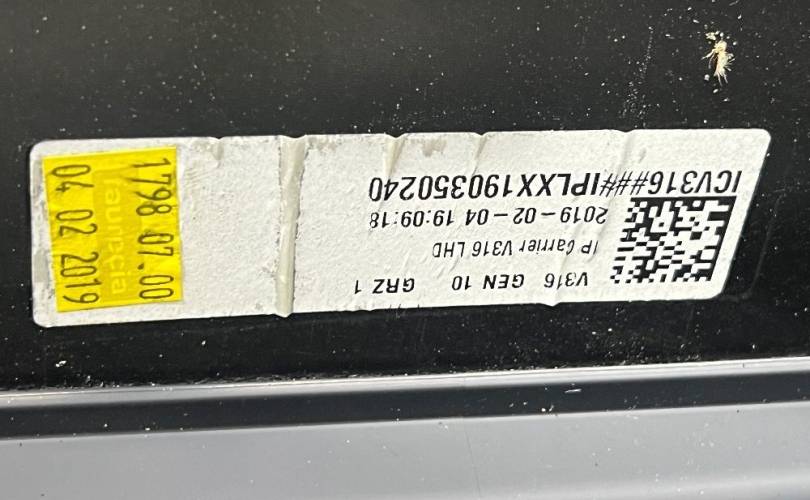 V316 GEN 10 GRZ 1
IP Carrier V316 LHD
2019-02-04 19:09:18
ICV316####IPLXX190350240
1798 07.00
faurecia
04 02 2019